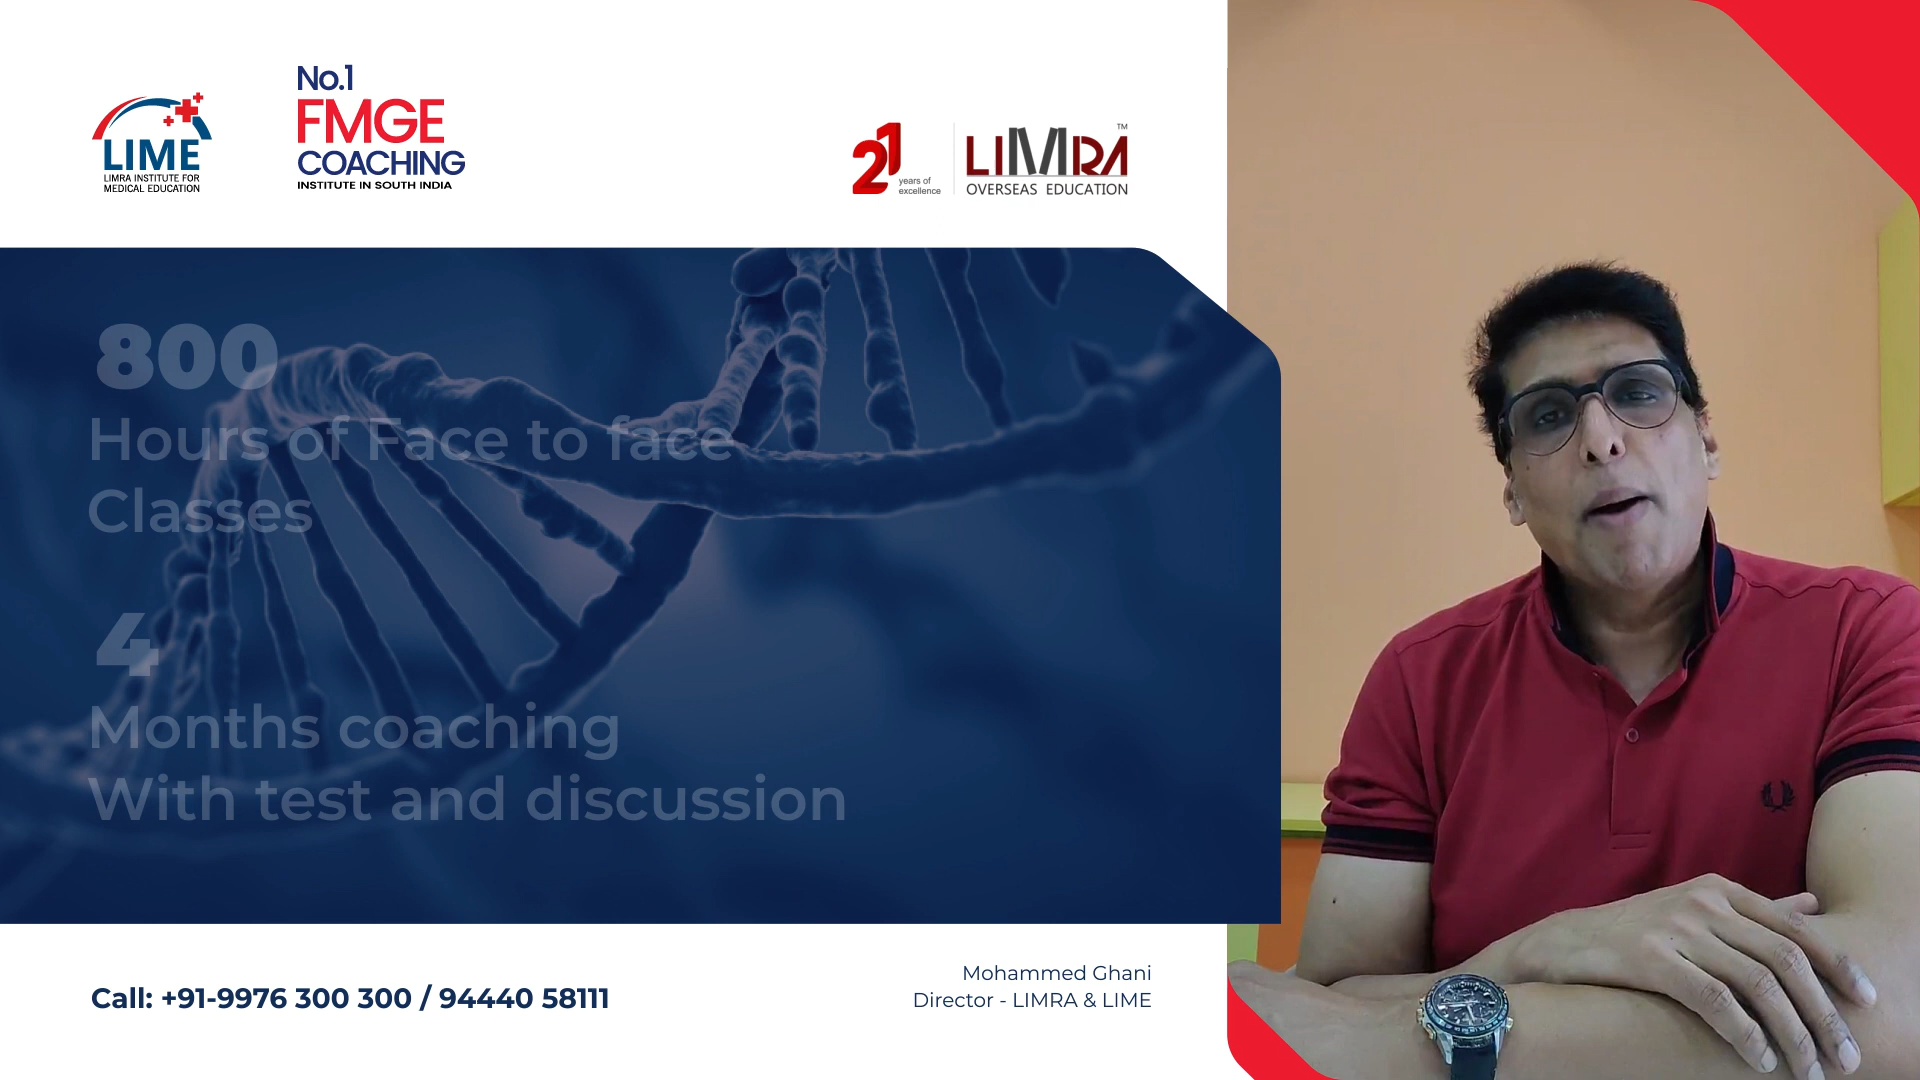 LIME
LIMRA INSTITUTE FOR
MEDICAL EDUCATION
No.1
FMGE
COACHING
INSTITUTE IN SOUTH INDIA
21
years of
excellence
LIMRA
TM
OVERSEAS EDUCATION
800
Hours of Face to face
Classes
4
Months coaching
With test and discussion
Call: +91-9976 300 300 / 94440 58111
Mohammed Ghani
Director - LIMRA & LIME